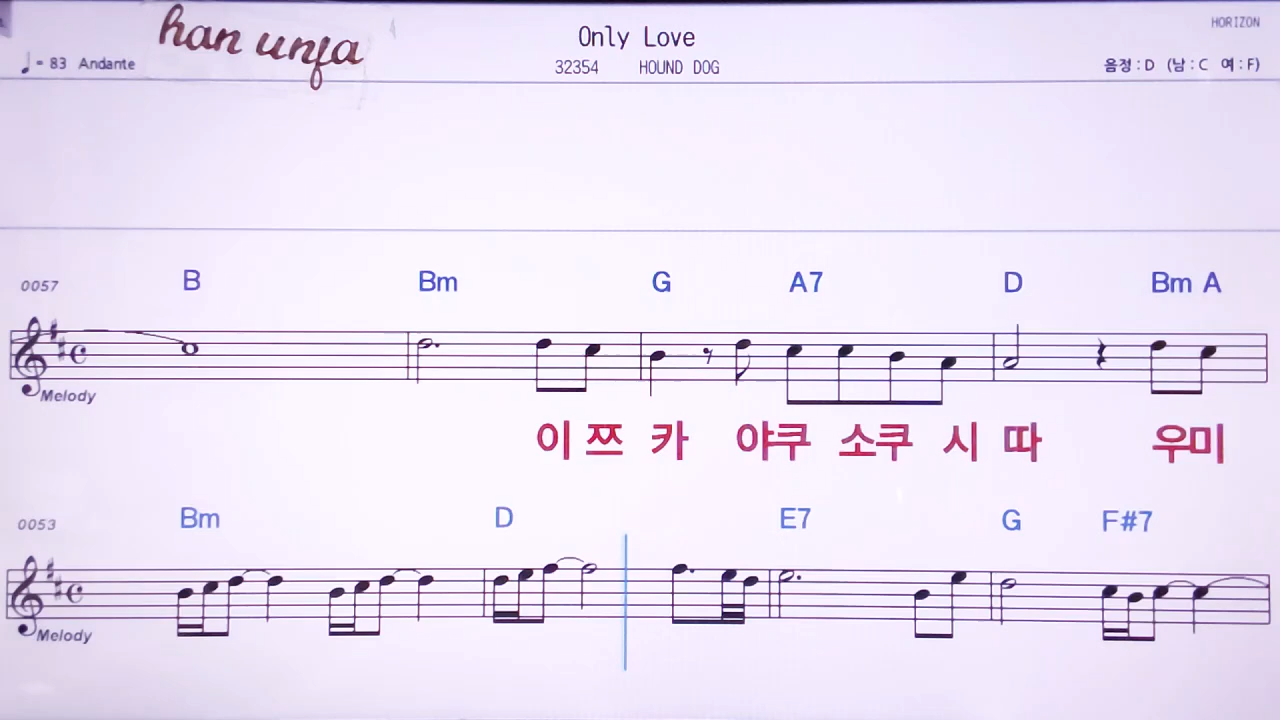 han unfa
Only Love
HORIZON
♩= 83 Andante
32354 HOUND DOG
음정 : D (남 : C 여 : F)
0057 B Bm G A7 D Bm A
Melody
이 쯔 카 야쿠 소쿠 시 따 우미
0053 Bm D E7 G F#7
Melody